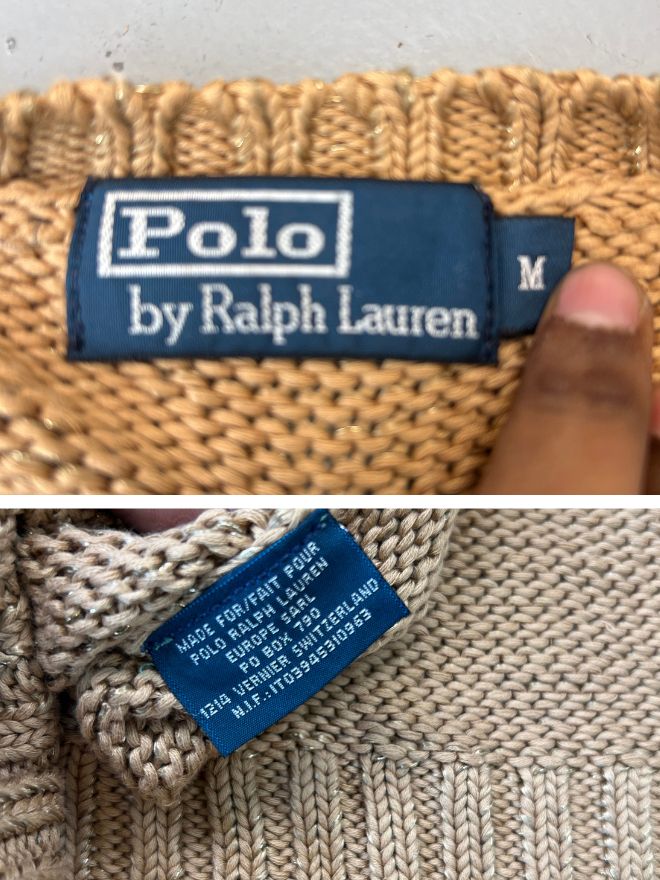 Polo
by Ralph Lauren
M
MADE FOR/FAIT POUR
POLO RALPH LAUREN
EUROPE SARL
PO BOX 790
1214 VERNIER SWITZERLAND
N.I.F.:IT03945310963